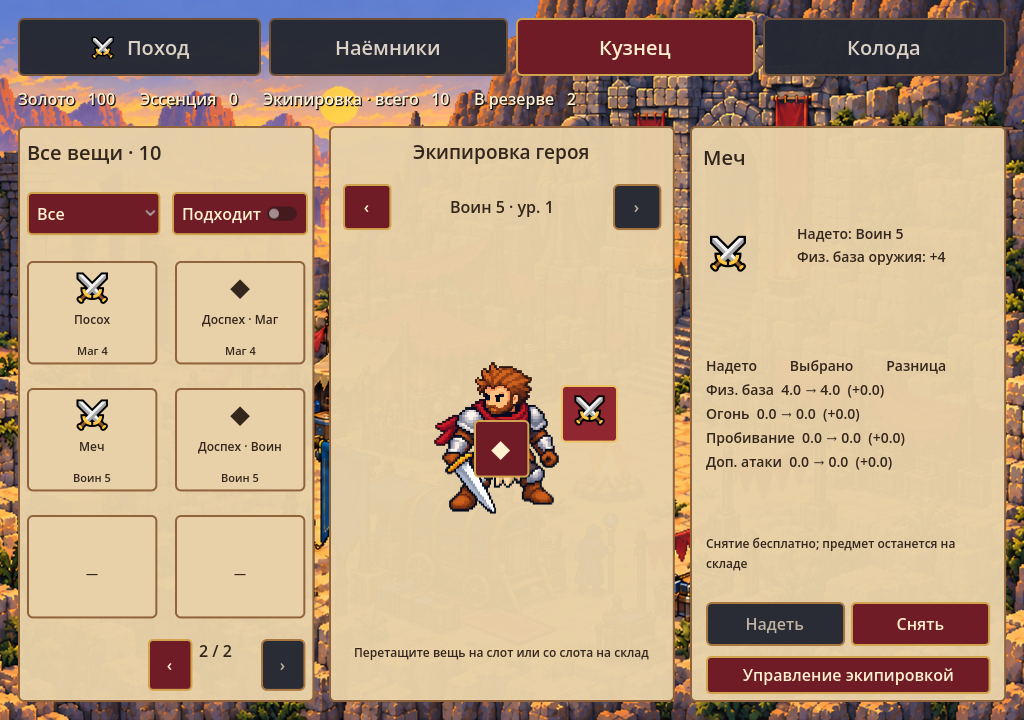 Поход
Наёмники
Кузнец
Колода
Золото 100 Эссенция 0 Экипировка · всего 10 В резерве 2
Все вещи · 10
Все
Подходит
Посох
Маг 4
Доспех · Маг
Маг 4
Меч
Воин 5
Доспех · Воин
Воин 5
—
—
‹
2 / 2
›
Экипировка героя
‹
Воин 5 · ур. 1
›
Перетащите вещь на слот или со слота на склад
Меч
Надето: Воин 5
Физ. база оружия: +4
Надето Выбрано Разница
Физ. база 4.0 → 4.0 (+0.0)
Огонь 0.0 → 0.0 (+0.0)
Пробивание 0.0 → 0.0 (+0.0)
Доп. атаки 0.0 → 0.0 (+0.0)
Снятие бесплатно; предмет останется на
складе
Надеть
Снять
Управление экипировкой